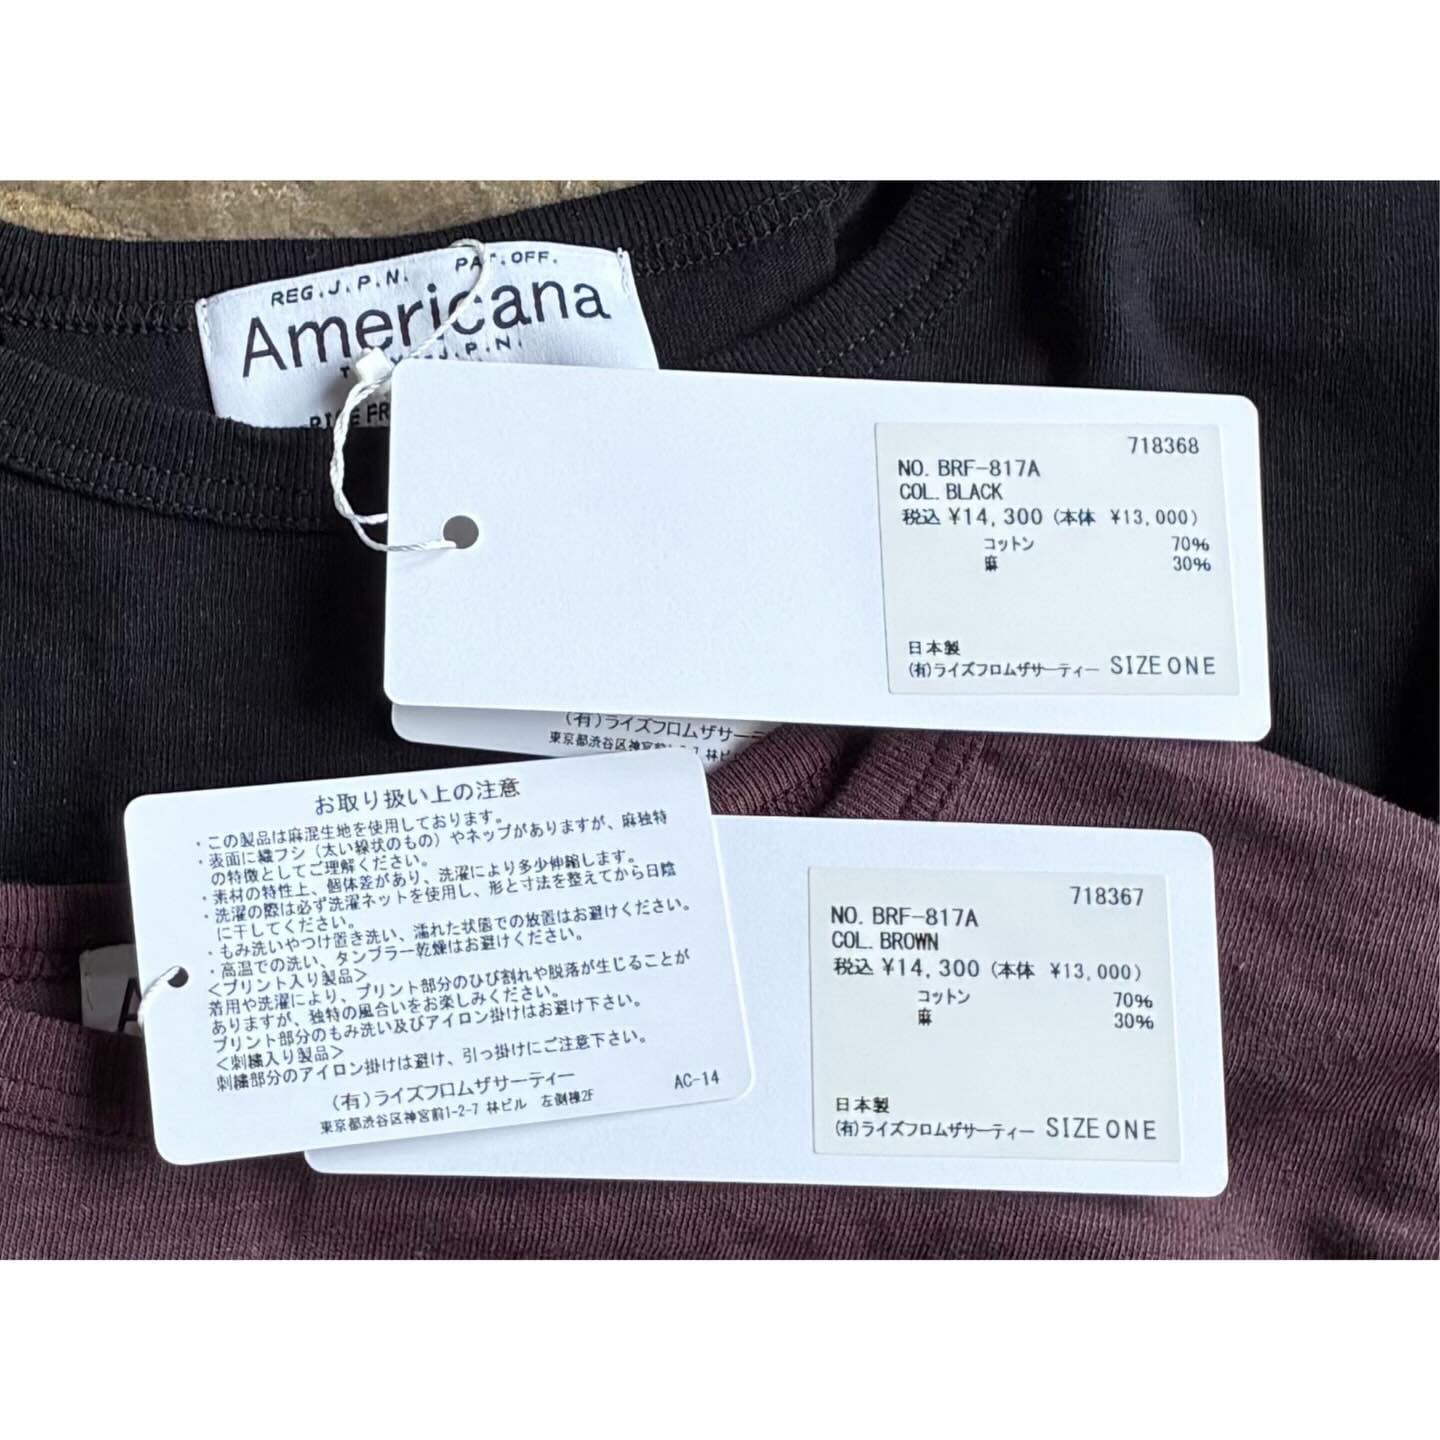 REG.J.P.N. PAT.OFF.
Americana
J.P.N.
718368
NO. BRF-817A
COL. BLACK
税込 ¥14,300 (本体 ¥13,000)
コットン 70%
麻 30%
日本製
(有)ライズフロムザサーティー SIZE ONE
(有)ライズフロムザサーテ
東京都渋谷区神宮前1-2-7 林ビ
お取り扱い上の注意
・この製品は麻混生地を使用しております。
・表面に織フシ(太い線状のもの)やネップがありますが、麻独特
の特徴としてご理解ください。
・素材の特性上、個体差があり、洗濯により多少伸縮します。
・洗濯の際は必ず洗濯ネットを使用し、形と寸法を整えてから日陰
に干してください。
・もみ洗いやつけ置き洗い、濡れた状態での放置はお避けください。
・高温での洗い、タンブラー乾燥はお避けください。
<プリント入り製品>
着用や洗濯により、プリント部分のひび割れや脱落が生じることが
ありますが、独特の風合いをお楽しみください。
プリント部分のもみ洗い及びアイロン掛けはお避け下さい。
<刺繍入り製品>
刺繍部分のアイロン掛けは避け、引っ掛けにご注意下さい。
(有)ライズフロムザサーティー
東京都渋谷区神宮前1-2-7 林ビル 左側棟2F
AC-14
718367
NO. BRF-817A
COL. BROWN
税込 ¥14,300 (本体 ¥13,000)
コットン 70%
麻 30%
日本製
(有)ライズフロムザサーティー SIZE ONE